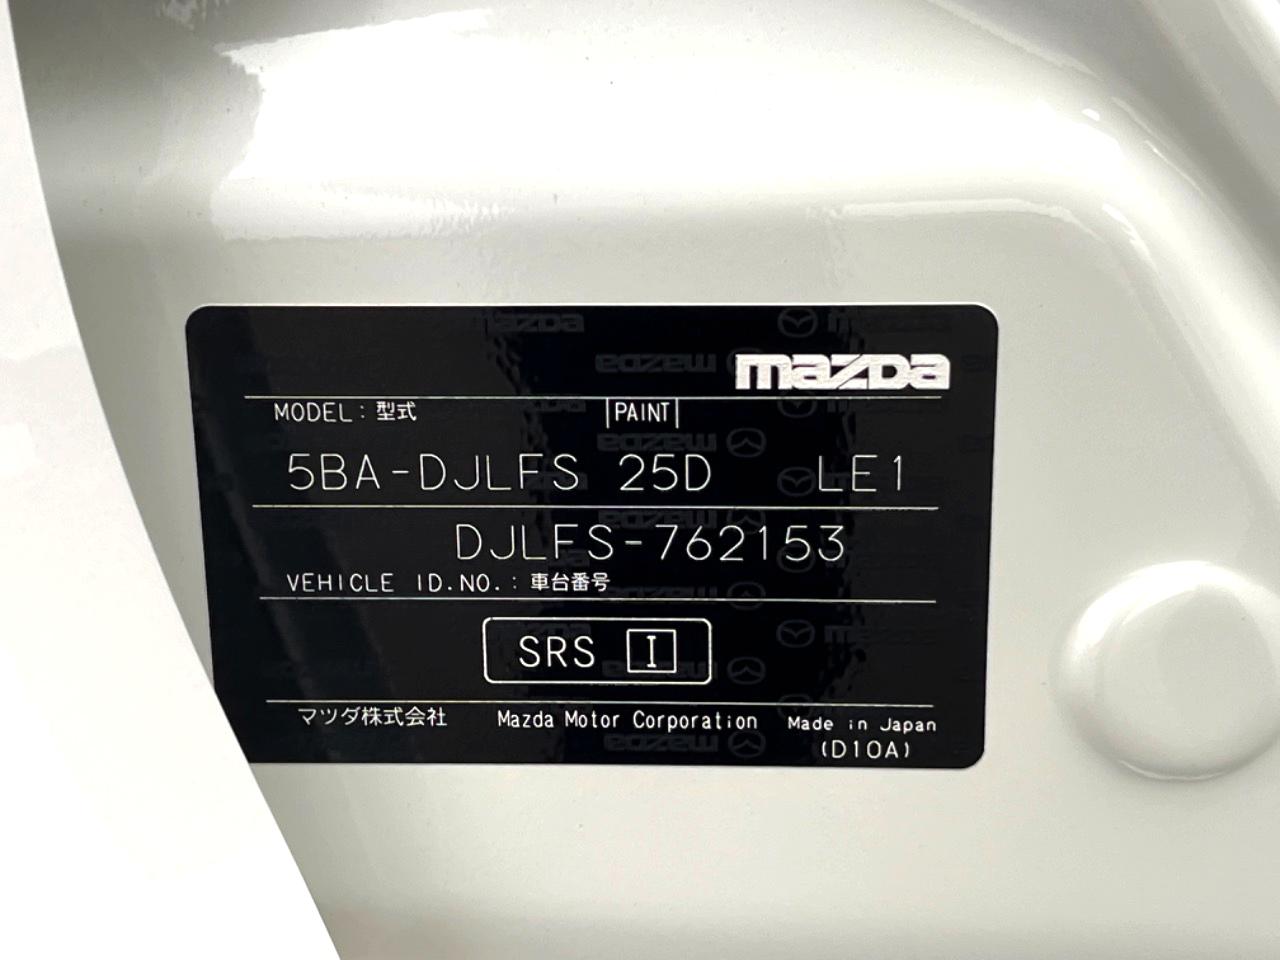 mazda
MODEL: 型式 PAINT
5BA-DJLFS 25D LE1
DJLFS-762153
VEHICLE ID.NO.: 車台番号
SRS I
マツダ株式会社 Mazda Motor Corporation Made in Japan
(D10A)